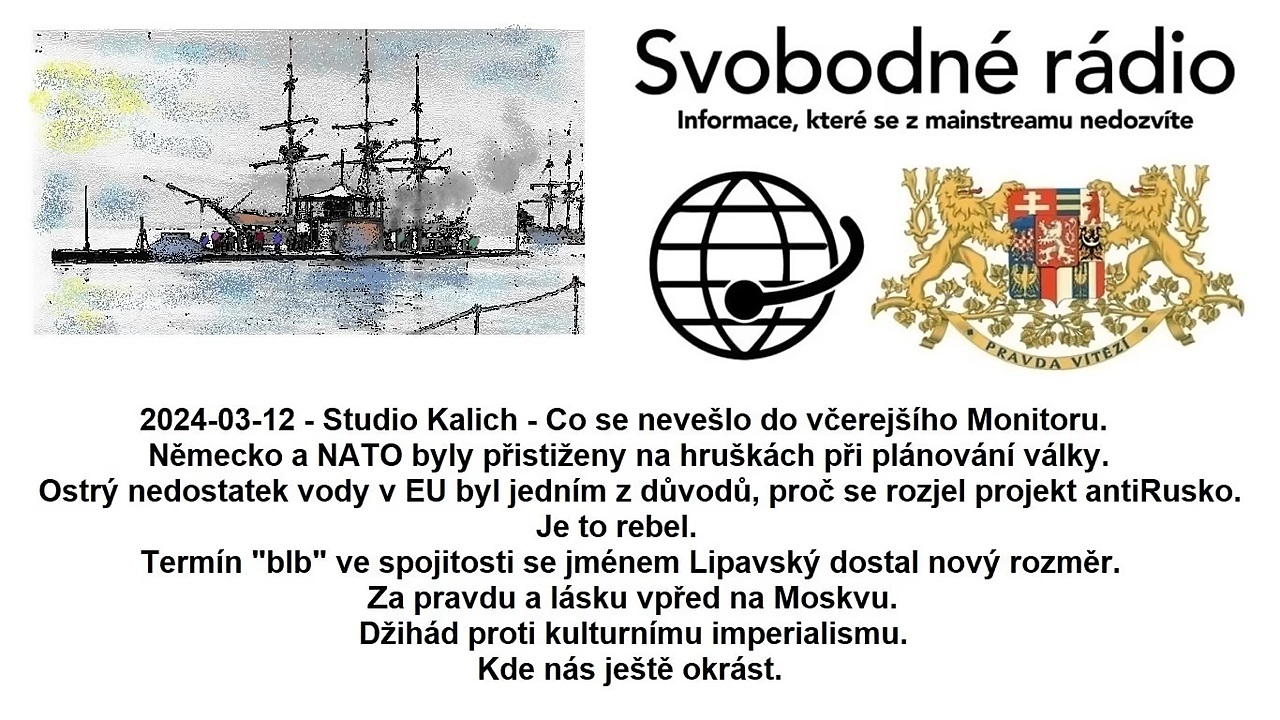 Svobodné rádio
Informace, které se z mainstreamu nedozvíte
PRAVDA VÍTĚZÍ
2024-03-12 - Studio Kalich - Co se nevešlo do včerejšího Monitoru.
Německo a NATO byly přistiženy na hruškách při plánování války.
Ostrý nedostatek vody v EU byl jedním z důvodů, proč se rozjel projekt antiRusko.
Je to rebel.
Termín "blb" ve spojitosti se jménem Lipavský dostal nový rozměr.
Za pravdu a lásku vpřed na Moskvu.
Džihád proti kulturnímu imperialismu.
Kde nás ještě okrást.